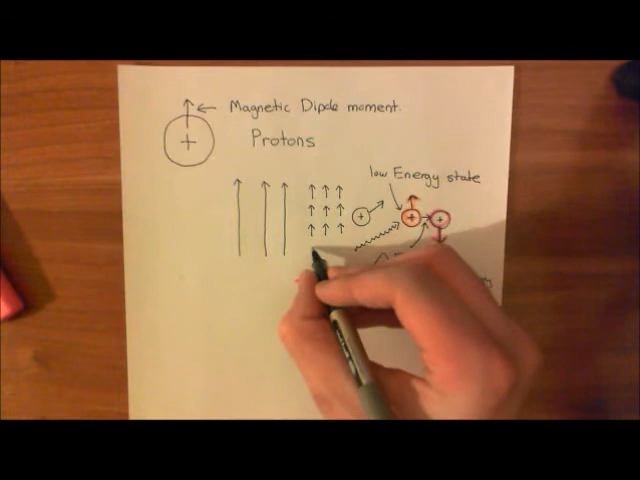 Magnetic Dipole moment.
+ Protons
low Energy state
+ + +